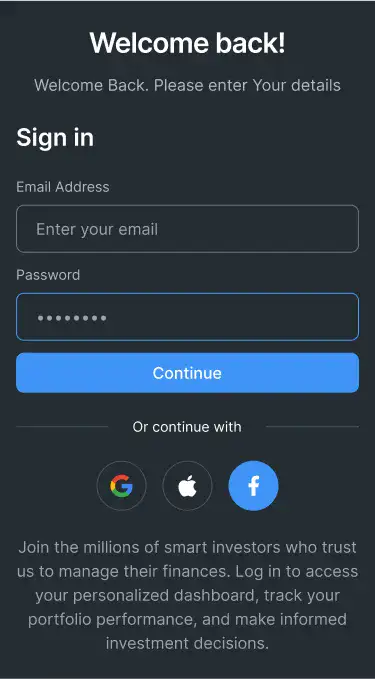 Welcome back!
Welcome Back. Please enter Your details
Sign in
Email Address
Enter your email
Password
Continue
Or continue with
Join the millions of smart investors who trust
us to manage their finances. Log in to access
your personalized dashboard, track your
portfolio performance, and make informed
investment decisions.